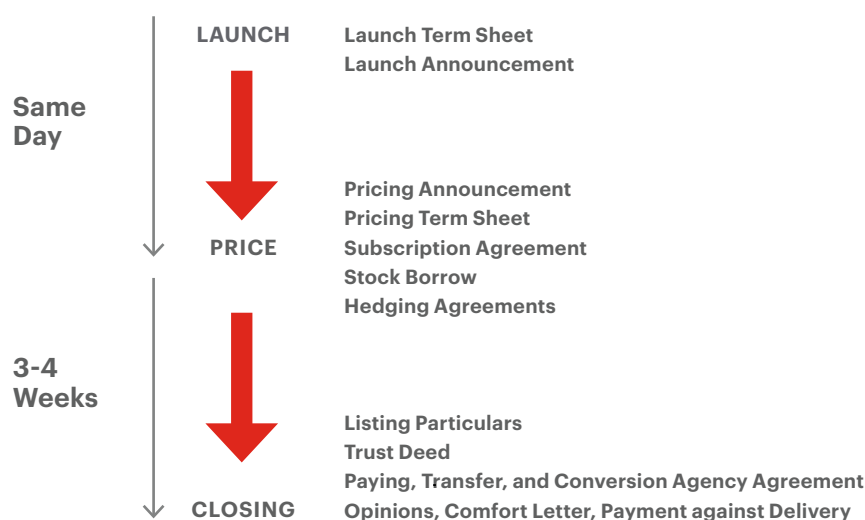 LAUNCH
Launch Term Sheet
Launch Announcement
Same
Day
Pricing Announcement
Pricing Term Sheet
PRICE
Subscription Agreement
Stock Borrow
Hedging Agreements
3-4
Weeks
Listing Particulars
Trust Deed
Paying, Transfer, and Conversion Agency Agreement
CLOSING
Opinions, Comfort Letter, Payment against Delivery